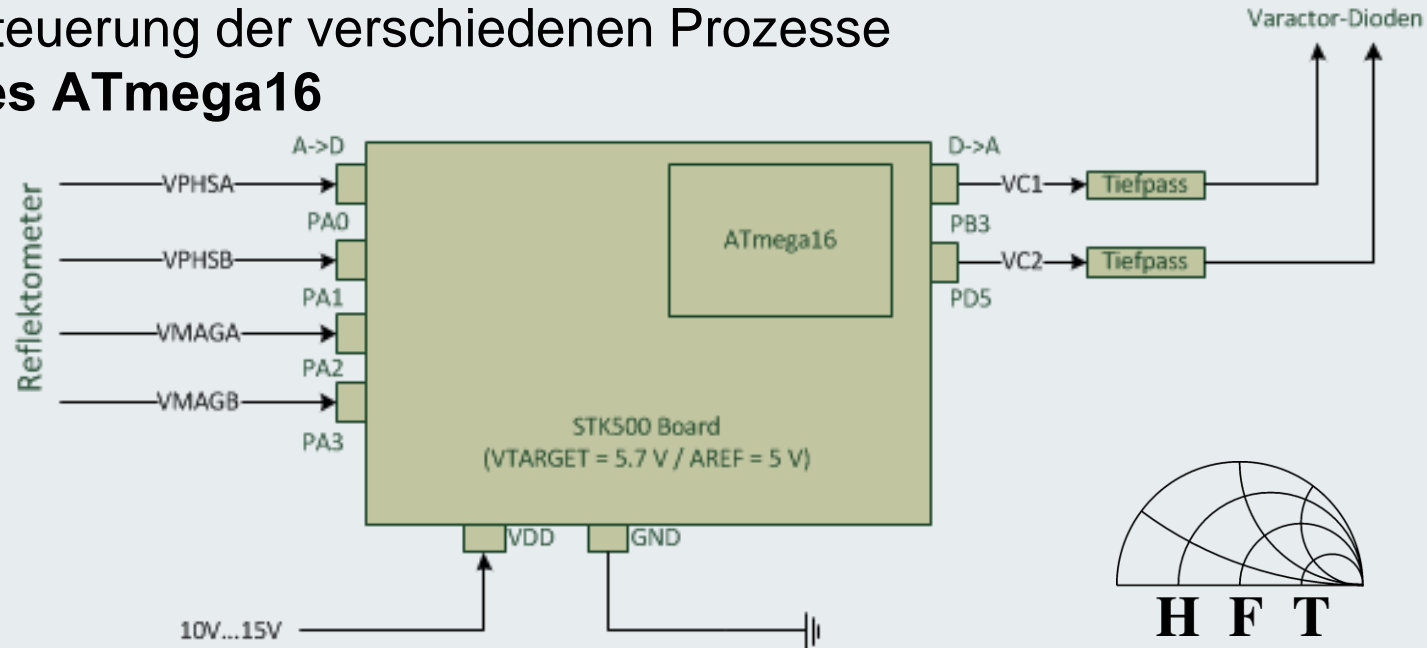 teuerung der verschiedenen Prozesse
es ATmega16
Varactor-Dioden
A->D
D->A
Reflektometer
VPHSA
PA0
VPHSB
PA1
VMAGA
PA2
VMAGB
PA3
ATmega16
VC1
Tiefpass
PB3
VC2
Tiefpass
PD5
STK500 Board
(VTARGET = 5.7 V / AREF = 5 V)
VDD
GND
10V...15V
H F T